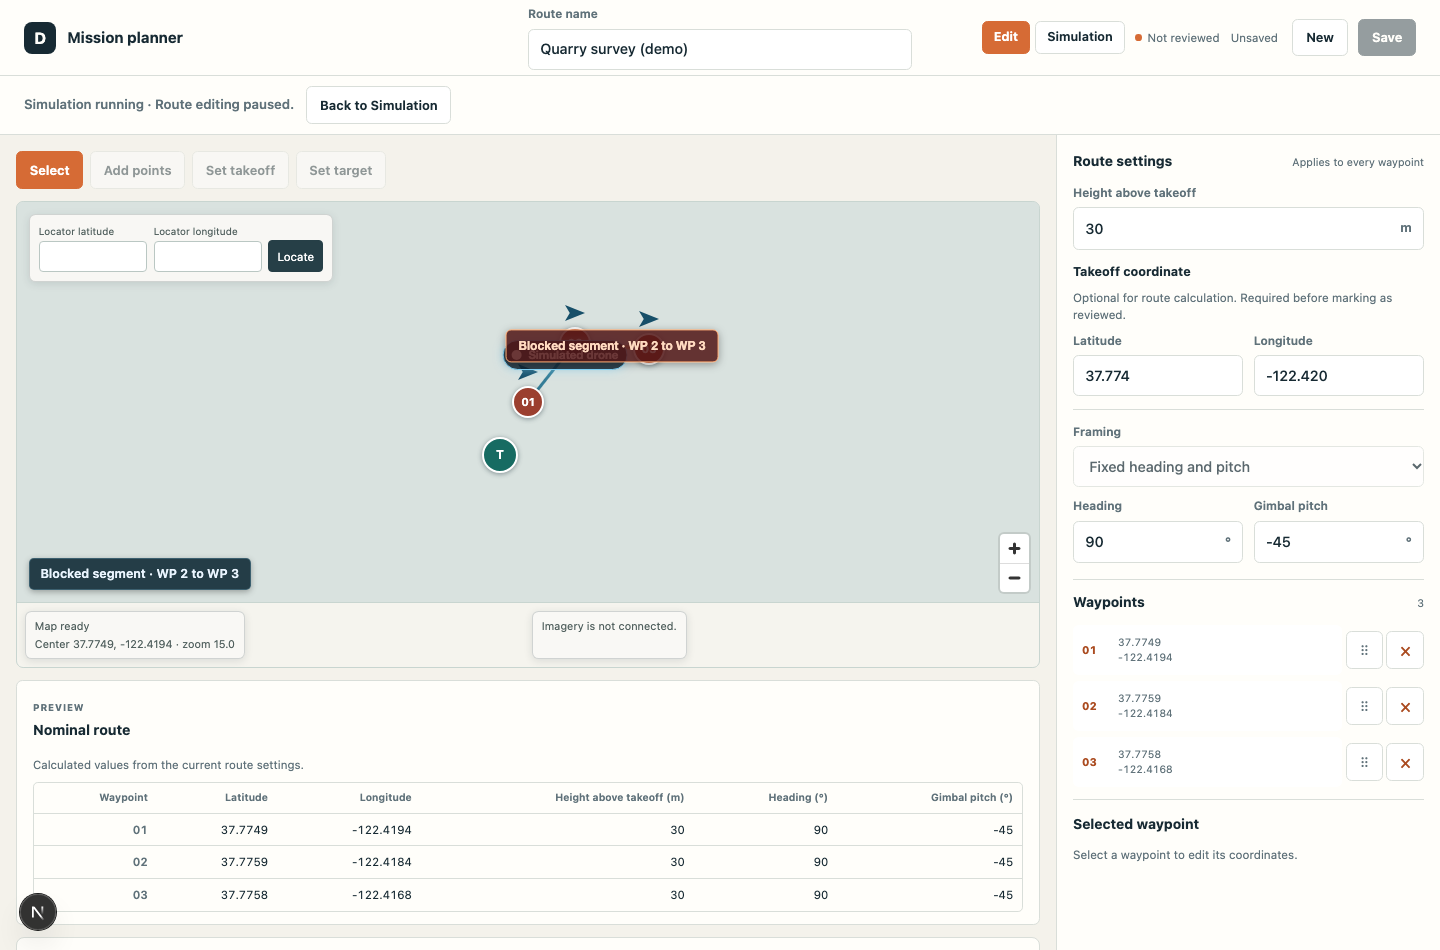 D Mission planner
Route name
Quarry survey (demo)
Edit Simulation Not reviewed Unsaved New Save
Simulation running · Route editing paused. Back to Simulation
Select Add points Set takeoff Set target
Locator latitude Locator longitude
Locate
Blocked segment · WP 2 to WP 3
Simulated drone
01
T
+
−
Blocked segment · WP 2 to WP 3
Map ready
Center 37.7749, -122.4194 · zoom 15.0
Imagery is not connected.
PREVIEW
Nominal route
Calculated values from the current route settings.
Waypoint Latitude Longitude Height above takeoff (m) Heading (°) Gimbal pitch (°)
01 37.7749 -122.4194 30 90 -45
02 37.7759 -122.4184 30 90 -45
03 37.7758 -122.4168 30 90 -45
N
Route settings Applies to every waypoint
Height above takeoff
30 m
Takeoff coordinate
Optional for route calculation. Required before marking as
reviewed.
Latitude Longitude
37.774 -122.420
Framing
Fixed heading and pitch
Heading Gimbal pitch
90 ° -45 °
Waypoints 3
01 37.7749
-122.4194
02 37.7759
-122.4184
03 37.7758
-122.4168
Selected waypoint
Select a waypoint to edit its coordinates.